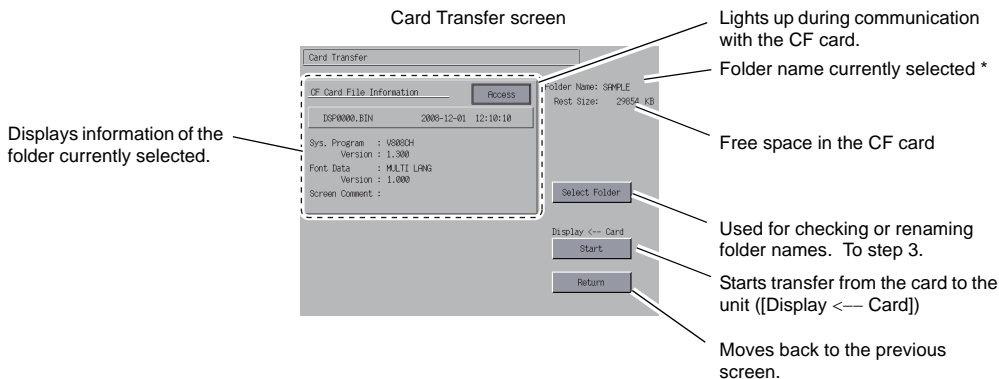 Card Transfer screen
Lights up during communication
with the CF card.
Folder name currently selected *
Free space in the CF card
Displays information of the
folder currently selected.
Card Transfer
CF Card File Information
Access
Folder Name: SAMPLE
Rest Size: 29854 KB
DSP0000.BIN 2008-12-01 12:10:10
Sys. Program : V808CH
Version : 1.300
Font Data : MULTI LANG
Version : 1.000
Screen Comment :
Select Folder
Display <-- Card
Start
Return
Used for checking or renaming
folder names. To step 3.
Starts transfer from the card to the
unit ([Display <-- Card])
Moves back to the previous
screen.